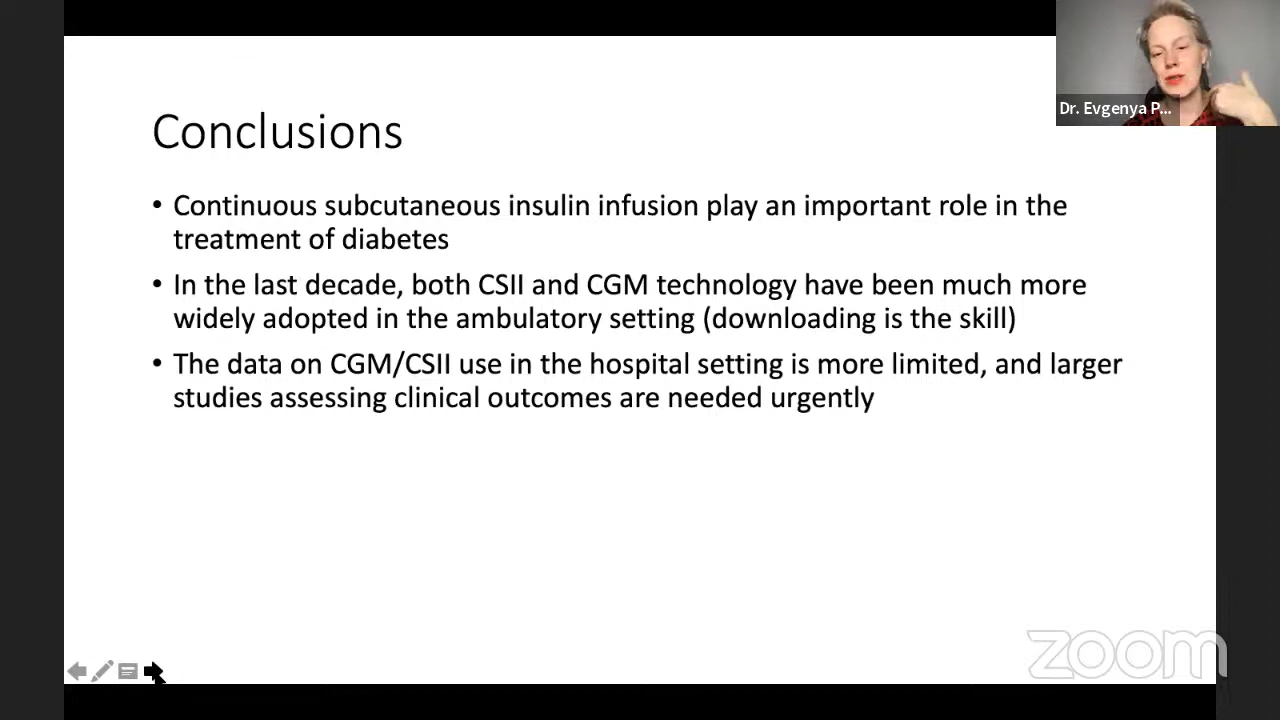 Conclusions
• Continuous subcutaneous insulin infusion play an important role in the
treatment of diabetes
• In the last decade, both CSII and CGM technology have been much more
widely adopted in the ambulatory setting (downloading is the skill)
• The data on CGM/CSII use in the hospital setting is more limited, and larger
studies assessing clinical outcomes are needed urgently
Dr. Evgenya P...
zoom